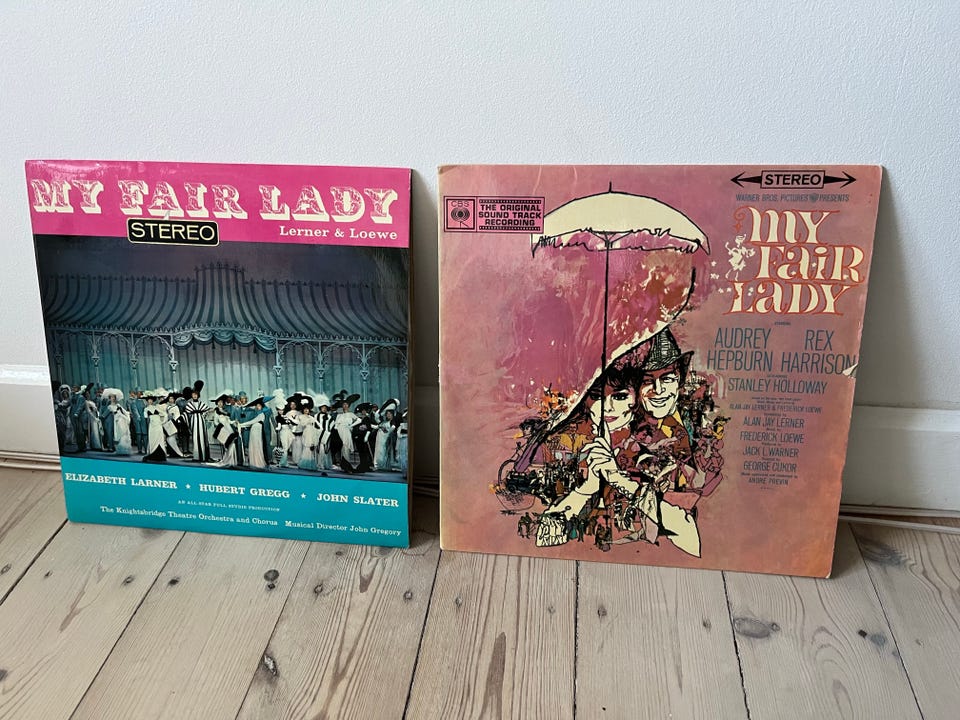 MY FAIR LADY
STEREO
Lerner & Loewe
ELIZABETH LARNER ★ HUBERT GREGG ★ JOHN SLATER
AN ALL-STAR FULL STUDIO PRODUCTION
The Knightsbridge Theatre Orchestra and Chorus Musical Director John Gregory
CBS
THE ORIGINAL
SOUND TRACK
RECORDING
STEREO
WARNER BROS. PICTURES PRESENTS
MY
FAIR
LADY
AUDREY HEPBURN
REX HARRISON
STANLEY HOLLOWAY
ALAN JAY LERNER & FREDERICK LOEWE
ALAN JAY LERNER
FREDERICK LOEWE
JACK L. WARNER
GEORGE CUKOR
ANDRÉ PREVIN